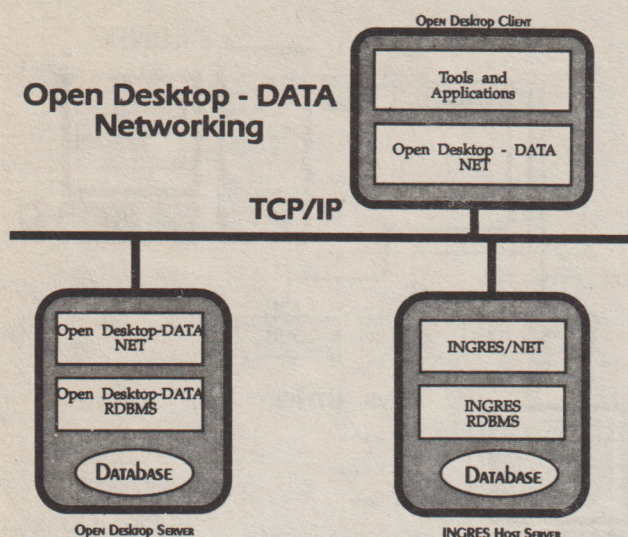 Open Desktop Client
Open Desktop - DATA
Networking
Tools and
Applications
Open Desktop - DATA
NET
TCP/IP
Open Desktop-DATA
NET
Open Desktop-DATA
RDBMS
DATABASE
Open Desktop Server
INGRES/NET
INGRES
RDBMS
DATABASE
INGRES Host Server